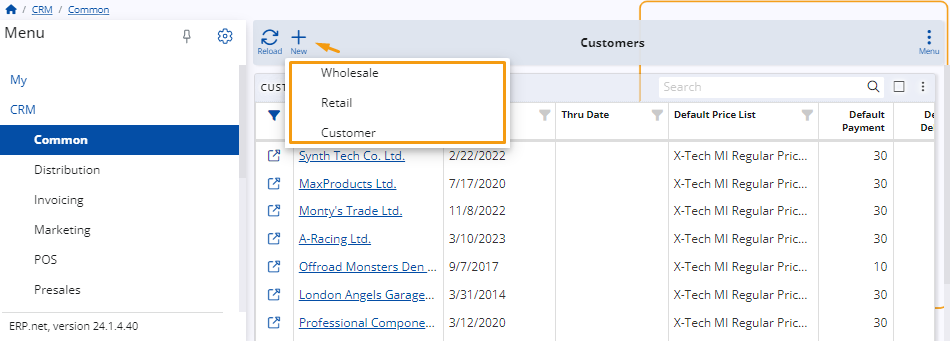 / CRM / Common
Menu
Reload
New
Customers
Menu
My
CRM
Common
Distribution
Invoicing
Marketing
POS
Presales
ERP.net, version 24.1.4.40
CUST
Search
Wholesale
Retail
Customer
Thru Date
Default Price List
Default
Payment
De
De
Synth Tech Co. Ltd. 2/22/2022 X-Tech MI Regular Pric... 30
MaxProducts Ltd. 7/17/2020 X-Tech MI Regular Pric... 30
Monty's Trade Ltd. 11/8/2022 X-Tech MI Regular Pric... 30
A-Racing Ltd. 3/10/2023 X-Tech MI Regular Pric... 30
Offroad Monsters Den ... 9/7/2017 X-Tech MI Regular Pric... 10
London Angels Garage... 3/31/2014 X-Tech MI Regular Pric... 30
Professional Compone... 3/12/2020 X-Tech MI Regular Pric... 30